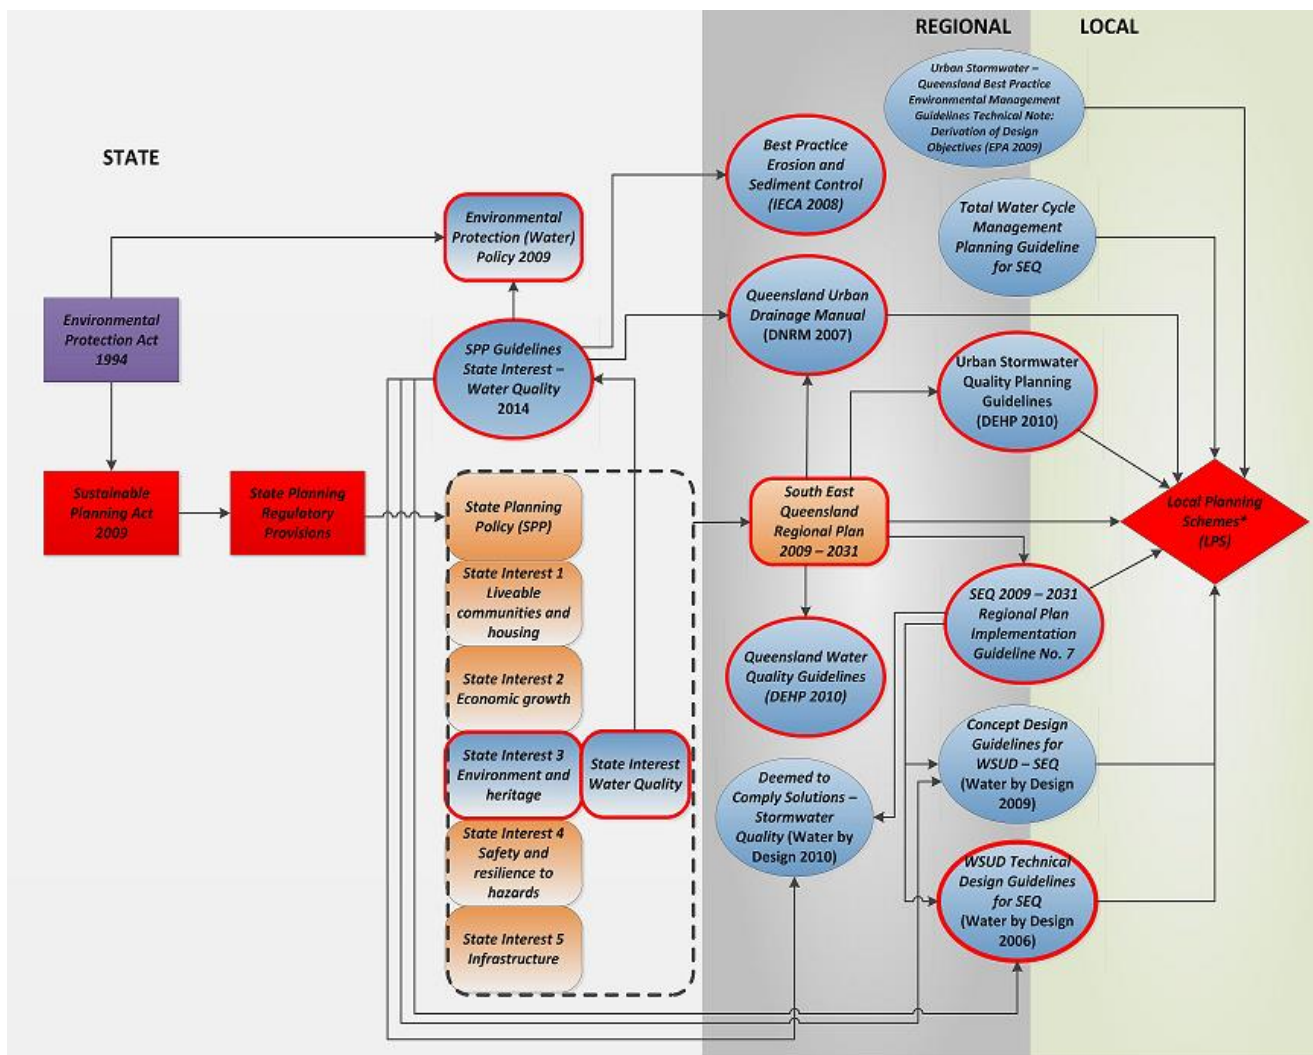 REGIONAL
LOCAL
STATE
Urban Stormwater –
Queensland Best Practice
Environmental Management
Guidelines Technical Note:
Derivation of Design
Objectives (EPA 2009)
Best Practice
Erosion and
Sediment Control
(IECA 2008)
Total Water Cycle
Management
Planning Guideline
for SEQ
Environmental
Protection (Water)
Policy 2009
Queensland Urban
Drainage Manual
(DNRM 2007)
Environmental
Protection Act
1994
SPP Guidelines
State Interest –
Water Quality
2014
Urban Stormwater
Quality Planning
Guidelines
(DEHP 2010)
Sustainable
Planning Act
2009
State Planning
Regulatory
Provisions
State Planning
Policy (SPP)
South East
Queensland
Regional Plan
2009 – 2031
Local Planning
Schemes*
(LPS)
State Interest 1
Liveable
communities and
housing
SEQ 2009 – 2031
Regional Plan
Implementation
Guideline No. 7
State Interest 2
Economic growth
Queensland Water
Quality Guidelines
(DEHP 2010)
State Interest 3
Environment and
heritage
State Interest
Water Quality
Concept Design
Guidelines for
WSUD – SEQ
(Water by Design
2009)
Deemed to
Comply Solutions –
Stormwater
Quality (Water by
Design 2010)
State Interest 4
Safety and
resilience to
hazards
WSUD Technical
Design Guidelines
for SEQ
(Water by Design
2006)
State Interest 5
Infrastructure